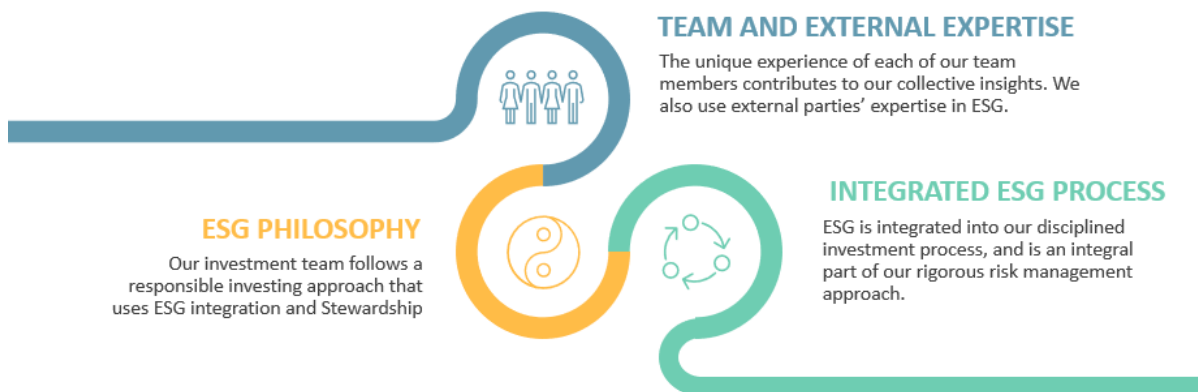 TEAM AND EXTERNAL EXPERTISE
The unique experience of each of our team
members contributes to our collective insights. We
also use external parties’ expertise in ESG.
ESG PHILOSOPHY
Our investment team follows a
responsible investing approach that
uses ESG integration and Stewardship
INTEGRATED ESG PROCESS
ESG is integrated into our disciplined
investment process, and is an integral
part of our rigorous risk management
approach.